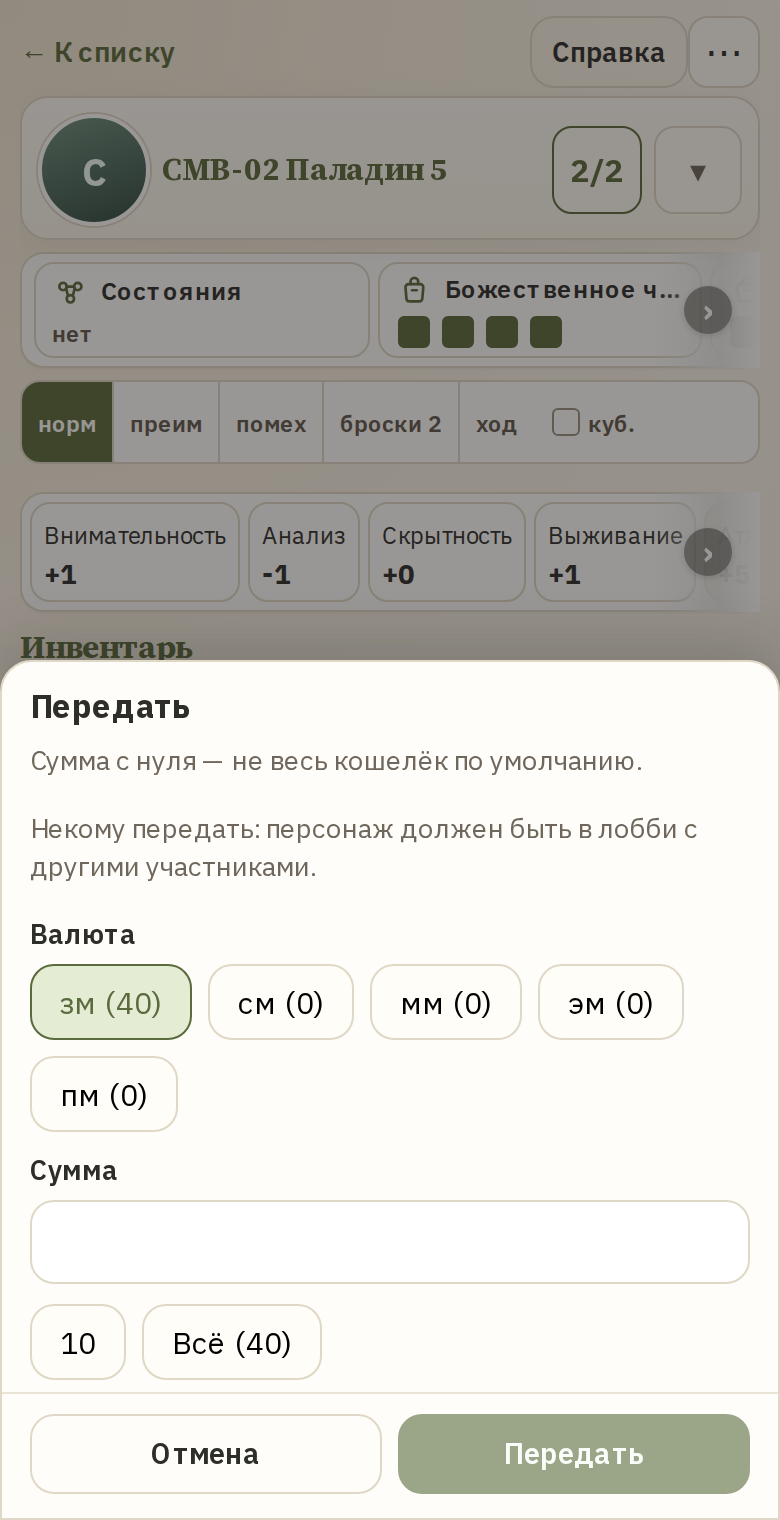 ← К списку
Справка
...
С
СМВ-02 Паладин 5
2/2
▼
Состояния
нет
Божественное ч...
›
норм
преим
помех
броски 2
ход
куб.
Внимательность
+1
Анализ
-1
Скрытность
+0
Выживание
+1
›
+5
Инвентарь
Передать
Сумма с нуля — не весь кошелёк по умолчанию.
Некому передать: персонаж должен быть в лобби с
другими участниками.
Валюта
зм (40)
см (0)
мм (0)
эм (0)
пм (0)
Сумма
10
Всё (40)
Отмена
Передать